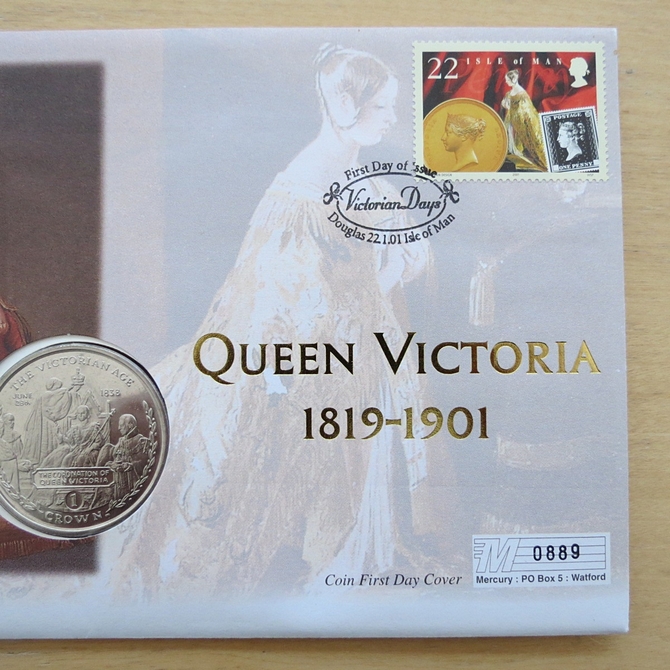 22 ISLE of MAN
POSTAGE
ONE PENNY
First Day of Issue
Victorian Days
Douglas 22.1.01 Isle of Man
QUEEN VICTORIA
1819-1901
THE VICTORIAN AGE
JUNE 28TH 1838
THE CORONATION OF
QUEEN VICTORIA
1
CROWN
Coin First Day Cover
M 0889
Mercury : PO Box 5 : Watford